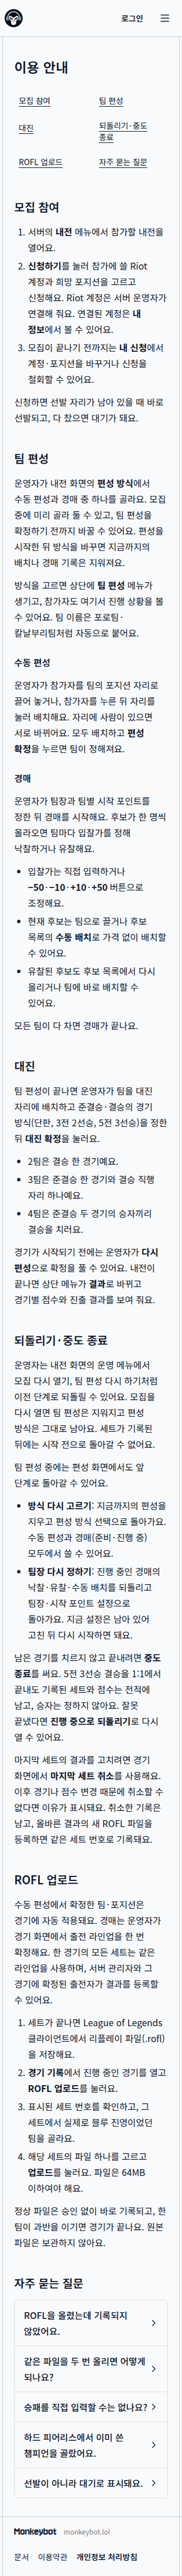 로그인
이용 안내
모집 참여
팀 편성
대진
되돌리기·중도
종료
ROFL 업로드
자주 묻는 질문
모집 참여
1. 서버의 내전 메뉴에서 참가할 내전을
열어요.
2. 신청하기를 눌러 참가에 쓸 Riot
계정과 희망 포지션을 고르고
신청해요. Riot 계정은 서버 운영자가
연결해 줘요. 연결된 계정은 내
정보에서 볼 수 있어요.
3. 모집이 끝나기 전까지는 내 신청에서
계정·포지션을 바꾸거나 신청을
철회할 수 있어요.
신청하면 선발 자리가 남아 있을 때 바로
선발되고, 다 찼으면 대기가 돼요.
팀 편성
운영자가 내전 화면의 편성 방식에서
수동 편성과 경매 중 하나를 골라요. 모집
중에 미리 골라 둘 수 있고, 팀 편성을
확정하기 전까지 바꿀 수 있어요. 편성을
시작한 뒤 방식을 바꾸면 지금까지의
배치나 경매 기록은 지워져요.
방식을 고르면 상단에 팀 편성 메뉴가
생기고, 참가자도 여기서 진행 상황을 볼
수 있어요. 팀 이름은 포로팀·
칼날부리팀처럼 자동으로 붙어요.
수동 편성
운영자가 참가자를 팀의 포지션 자리로
끌어 놓거나, 참가자를 누른 뒤 자리를
눌러 배치해요. 자리에 사람이 있으면
서로 바뀌어요. 모두 배치하고 편성
확정을 누르면 팀이 정해져요.
경매
운영자가 팀장과 팀별 시작 포인트를
정한 뒤 경매를 시작해요. 후보가 한 명씩
올라오면 팀마다 입찰가를 정해
낙찰하거나 유찰해요.
• 입찰가는 직접 입력하거나
−50·−10·+10·+50 버튼으로
조정해요.
• 현재 후보는 팀으로 끌거나 후보
목록의 수동 배치로 가격 없이 배치할
수 있어요.
• 유찰된 후보도 후보 목록에서 다시
올리거나 팀에 바로 배치할 수
있어요.
모든 팀이 다 차면 경매가 끝나요.
대진
팀 편성이 끝나면 운영자가 팀을 대진
자리에 배치하고 준결승·결승의 경기
방식(단판, 3전 2선승, 5전 3선승)을 정한
뒤 대진 확정을 눌러요.
• 2팀은 결승 한 경기예요.
• 3팀은 준결승 한 경기와 결승 직행
자리 하나예요.
• 4팀은 준결승 두 경기의 승자끼리
결승을 치러요.
경기가 시작되기 전에는 운영자가 다시
편성으로 확정을 풀 수 있어요. 내전이
끝나면 상단 메뉴가 결과로 바뀌고
경기별 점수와 진출 결과를 보여 줘요.
되돌리기·중도 종료
운영자는 내전 화면의 운영 메뉴에서
모집 다시 열기, 팀 편성 다시 하기처럼
이전 단계로 되돌릴 수 있어요. 모집을
다시 열면 팀 편성은 지워지고 편성
방식은 그대로 남아요. 세트가 기록된
뒤에는 시작 전으로 돌아갈 수 없어요.
팀 편성 중에는 편성 화면에서도 앞
단계로 돌아갈 수 있어요.
• 방식 다시 고르기: 지금까지의 편성을
지우고 편성 방식 선택으로 돌아가요.
수동 편성과 경매(준비·진행 중)
모두에서 쓸 수 있어요.
• 팀장 다시 정하기: 진행 중인 경매의
낙찰·유찰·수동 배치를 되돌리고
팀장·시작 포인트 설정으로
돌아가요. 지금 설정은 남아 있어
고친 뒤 다시 시작하면 돼요.
남은 경기를 치르지 않고 끝내려면 중도
종료를 써요. 5전 3선승 결승을 1:1에서
끝내도 기록된 세트와 점수는 전적에
남고, 승자는 정하지 않아요. 잘못
끝냈다면 진행 중으로 되돌리기로 다시
열 수 있어요.
마지막 세트의 결과를 고치려면 경기
화면에서 마지막 세트 취소를 사용해요.
이후 경기나 점수 변경 때문에 취소할 수
없다면 이유가 표시돼요. 취소한 기록은
남고, 올바른 결과의 새 ROFL 파일을
등록하면 같은 세트 번호로 기록돼요.
ROFL 업로드
수동 편성에서 확정한 팀·포지션은
경기에 자동 적용돼요. 경매는 운영자가
경기 화면에서 출전 라인업을 한 번
확정해요. 한 경기의 모든 세트는 같은
라인업을 사용하며, 서버 관리자와 그
경기에 확정된 출전자가 결과를 등록할
수 있어요.
1. 세트가 끝나면 League of Legends
클라이언트에서 리플레이 파일(.rofl)
을 저장해요.
2. 경기 기록에서 진행 중인 경기를 열고
ROFL 업로드를 눌러요.
3. 표시된 세트 번호를 확인하고, 그
세트에서 실제로 블루 진영이었던
팀을 골라요.
4. 해당 세트의 파일 하나를 고르고
업로드를 눌러요. 파일은 64MB
이하여야 해요.
정상 파일은 승인 없이 바로 기록되고, 한
팀이 과반을 이기면 경기가 끝나요. 원본
파일은 보관하지 않아요.
자주 묻는 질문
ROFL을 올렸는데 기록되지
않았어요.
같은 파일을 두 번 올리면 어떻게
되나요?
승패를 직접 입력할 수는 없나요?
하드 피어리스에서 이미 쓴
챔피언을 골랐어요.
선발이 아니라 대기로 표시돼요.
Monkeybot monkeybot.lol
문서 이용약관 개인정보 처리방침